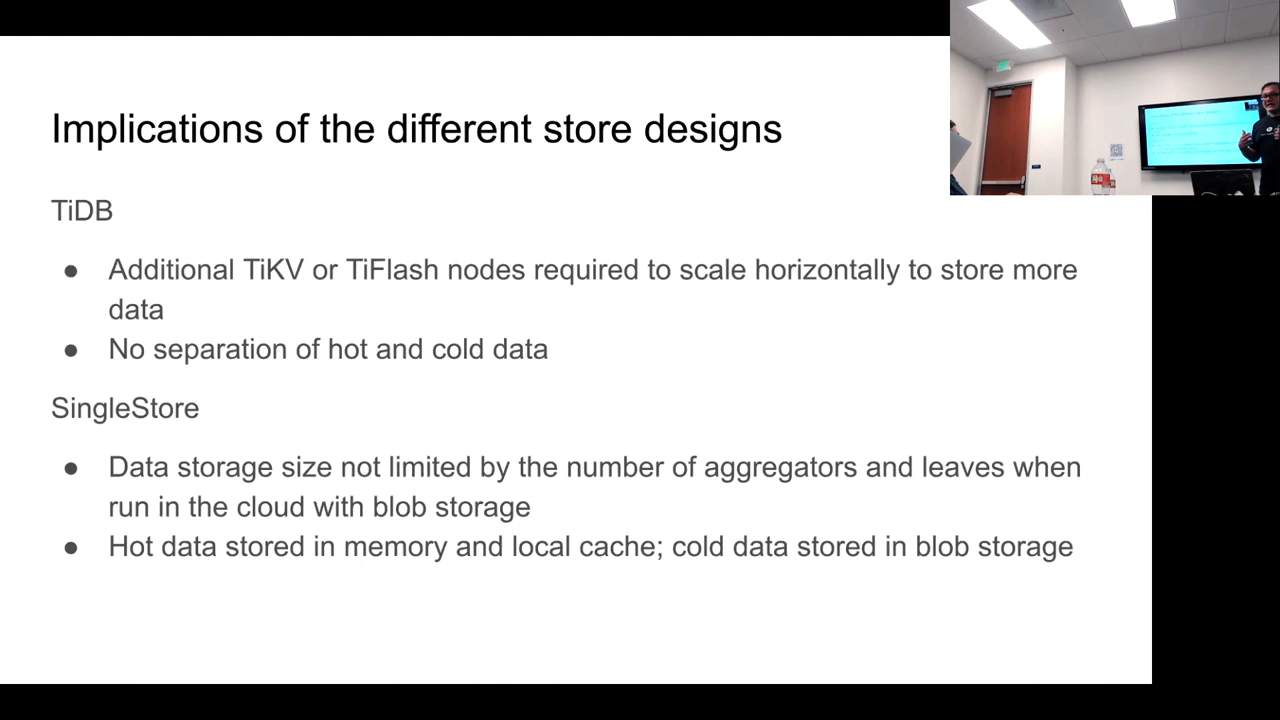 Implications of the different store designs
TiDB
● Additional TiKV or TiFlash nodes required to scale horizontally to store more
data
● No separation of hot and cold data
SingleStore
● Data storage size not limited by the number of aggregators and leaves when
run in the cloud with blob storage
● Hot data stored in memory and local cache; cold data stored in blob storage